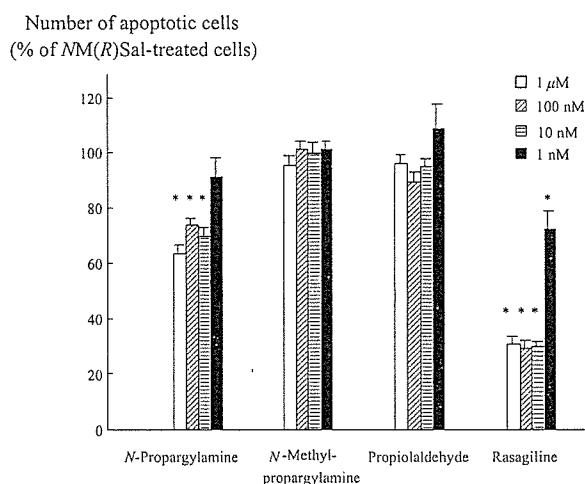 Number of apoptotic cells
(% of NM(R)Sal-treated cells)
1 μM
100 nM
10 nM
1 nM
120
100
80
60
40
20
0
* * *
*
* * *
N-Propargylamine
N-Methyl-
propargylamine
Propiolaldehyde
Rasagiline